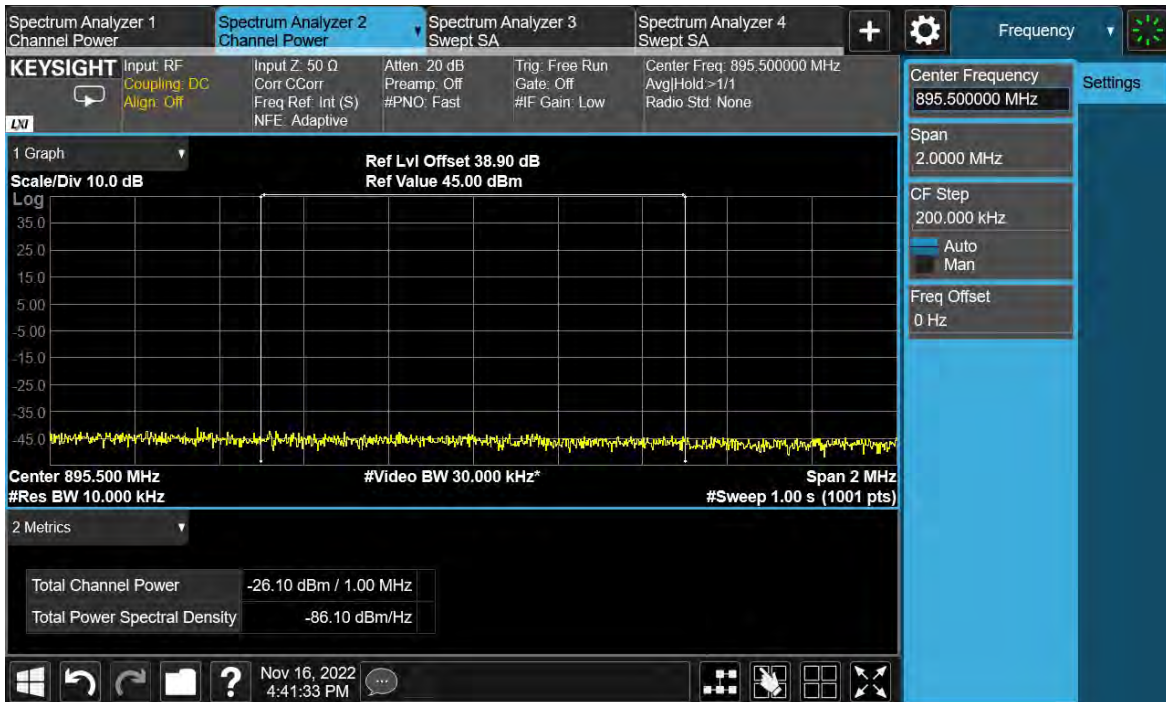 Spectrum Analyzer 1
Channel Power
Spectrum Analyzer 2
Channel Power
Spectrum Analyzer 3
Swept SA
Spectrum Analyzer 4
Swept SA
+
Frequency
KEYSIGHT
LXI
Input: RF
Coupling: DC
Align: Off
Input Z: 50 Ω
Corr CCorr
Freq Ref: Int (S)
NFE: Adaptive
Atten: 20 dB
Preamp: Off
#PNO: Fast
Trig: Free Run
Gate: Off
#IF Gain: Low
Center Freq: 895.500000 MHz
Avg|Hold:>1/1
Radio Std: None
Center Frequency
895.500000 MHz
Settings
Span
2.0000 MHz
CF Step
200.000 kHz
Auto
Man
Freq Offset
0 Hz
1 Graph
Scale/Div 10.0 dB
Ref Lvl Offset 38.90 dB
Ref Value 45.00 dBm
Log
35.0
25.0
15.0
5.00
-5.00
-15.0
-25.0
-35.0
-45.0
Center 895.500 MHz
#Video BW 30.000 kHz*
Span 2 MHz
#Res BW 10.000 kHz
#Sweep 1.00 s (1001 pts)
2 Metrics
Total Channel Power -26.10 dBm / 1.00 MHz
Total Power Spectral Density -86.10 dBm/Hz
?
Nov 16, 2022
4:41:33 PM